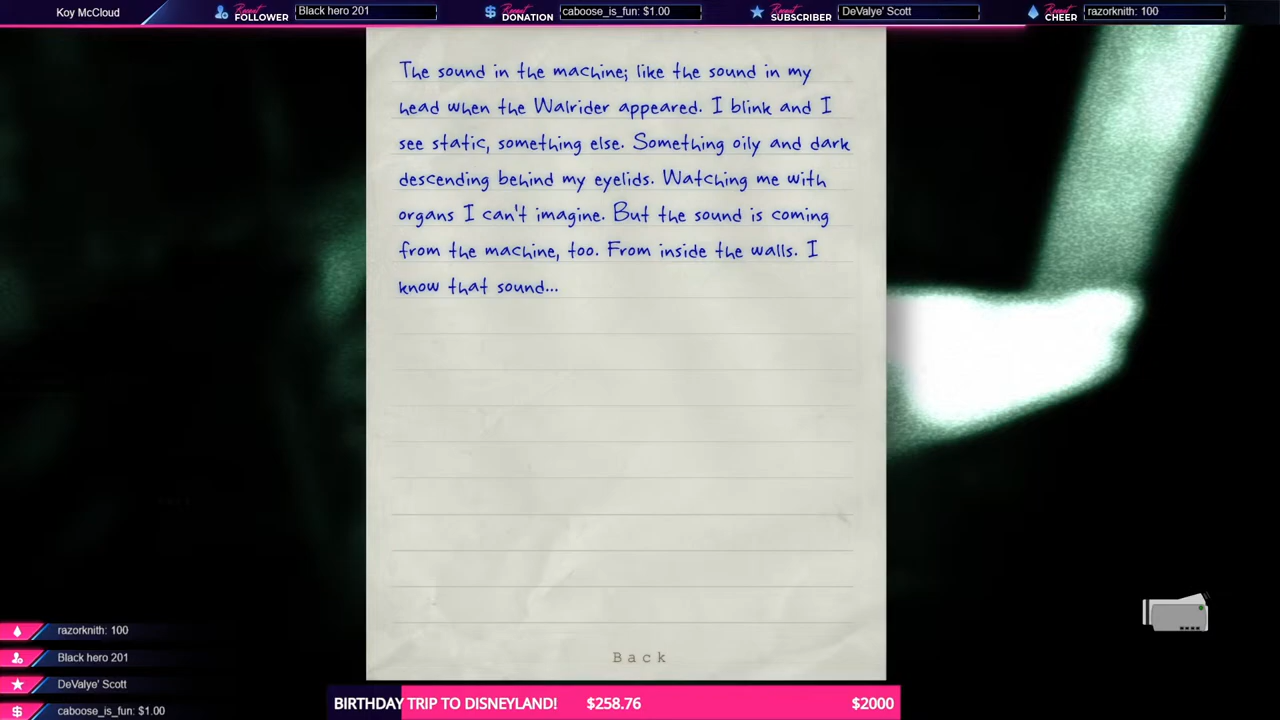 Koy McCloud
Recent FOLLOWER Black hero 201
Recent DONATION caboose_is_fun: $1.00
Recent SUBSCRIBER DeValye' Scott
Recent CHEER razorknith: 100
The sound in the machine; like the sound in my
head when the Walrider appeared. I blink and I
see static, something else. Something oily and dark
descending behind my eyelids. Watching me with
organs I can't imagine. But the sound is coming
from the machine, too. From inside the walls. I
know that sound...
Back
razorknith: 100
Black hero 201
DeValye' Scott
caboose_is_fun: $1.00
BIRTHDAY TRIP TO DISNEYLAND! $258.76 $2000